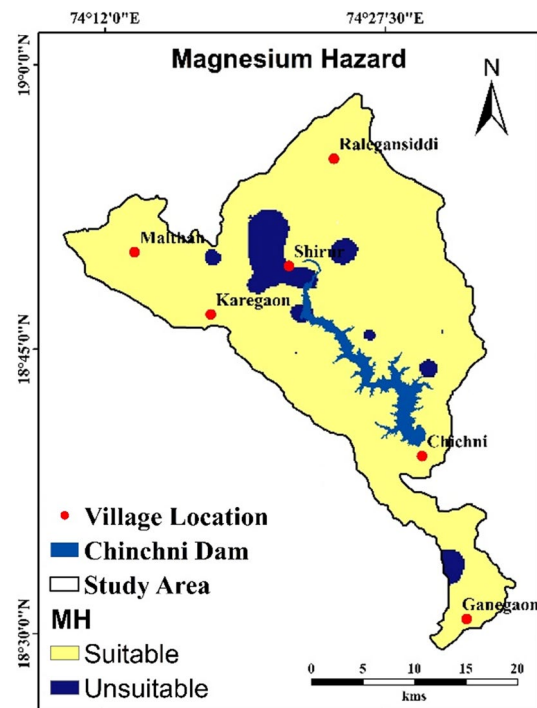 74°12'0"E 74°27'30"E
19°0'0"N
Magnesium Hazard
N
Ralegansiddi
Malthan
Shirur
Karegaon
18°45'0"N
Chichni
Village Location
Chinchni Dam
Study Area
MH
Suitable
Unsuitable
Ganegaon
18°30'0"N
0 5 10 15 20
kms